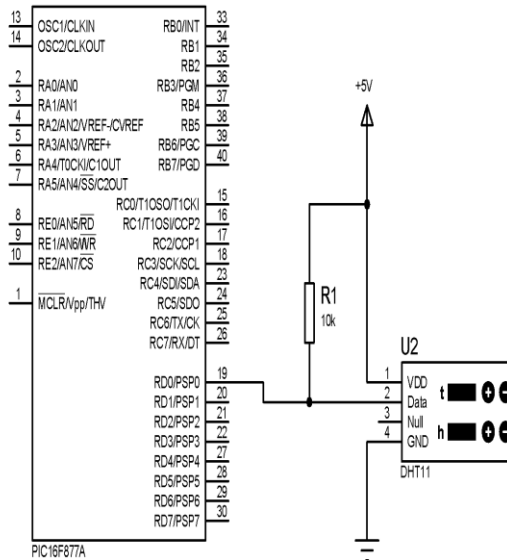 13 OSC1/CLKIN RB0/INT 33
14 OSC2/CLKOUT RB1 34
RB2 35
2 RA0/AN0 RB3/PGM 36
3 RA1/AN1 RB4 37
4 RA2/AN2/VREF-/CVREF RB5 38
5 RA3/AN3/VREF+ RB6/PGC 39
6 RA4/T0CKI/C1OUT RB7/PGD 40
7 RA5/AN4/SS/C2OUT
RC0/T1OSO/T1CKI 15
8 RE0/AN5/RD RC1/T1OSI/CCP2 16
9 RE1/AN6/WR RC2/CCP1 17
10 RE2/AN7/CS RC3/SCK/SCL 18
RC4/SDI/SDA 23
1 MCLR/Vpp/THV RC5/SDO 24
RC6/TX/CK 25
RC7/RX/DT 26
RD0/PSP0 19
RD1/PSP1 20
RD2/PSP2 21
RD3/PSP3 22
RD4/PSP4 27
RD5/PSP5 28
RD6/PSP6 29
RD7/PSP7 30
PIC16F877A
+5V
R1
10k
U2
1 VDD
2 Data
3 Null
4 GND
t
h
DHT11